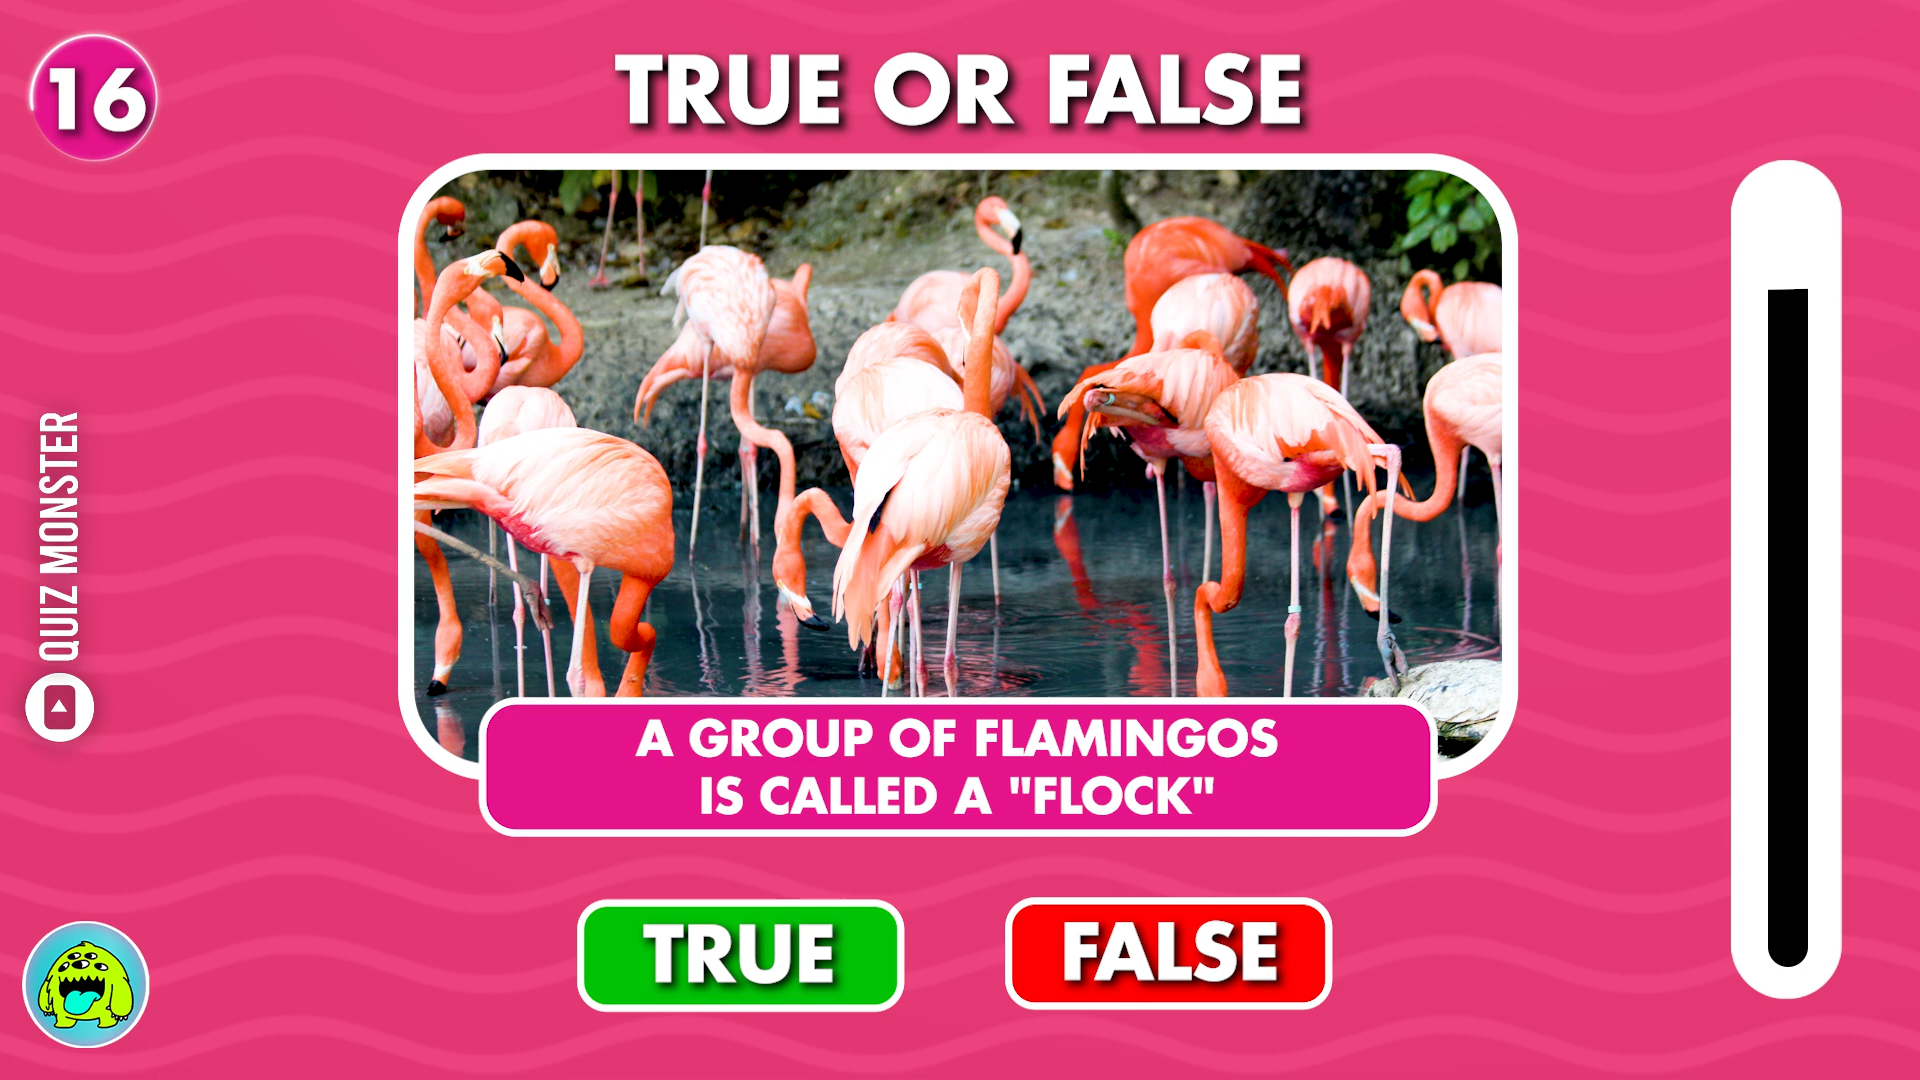 16
TRUE OR FALSE
QUIZ MONSTER
A GROUP OF FLAMINGOS
IS CALLED A "FLOCK"
TRUE
FALSE